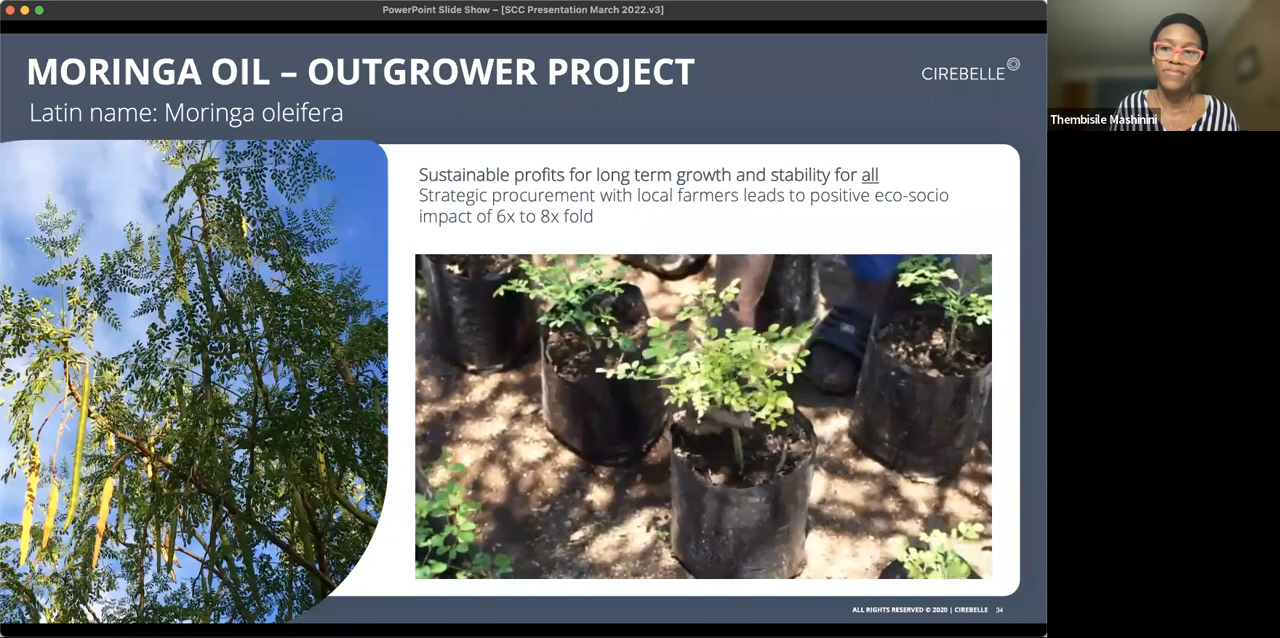 PowerPoint Slide Show – [SCC Presentation March 2022.v3]
MORINGA OIL – OUTGROWER PROJECT
CIREBELLE
Latin name: Moringa oleifera
Thembisile Mashinini
Sustainable profits for long term growth and stability for all
Strategic procurement with local farmers leads to positive eco-socio
impact of 6x to 8x fold
ALL RIGHTS RESERVED © 2020 | CIREBELLE 34